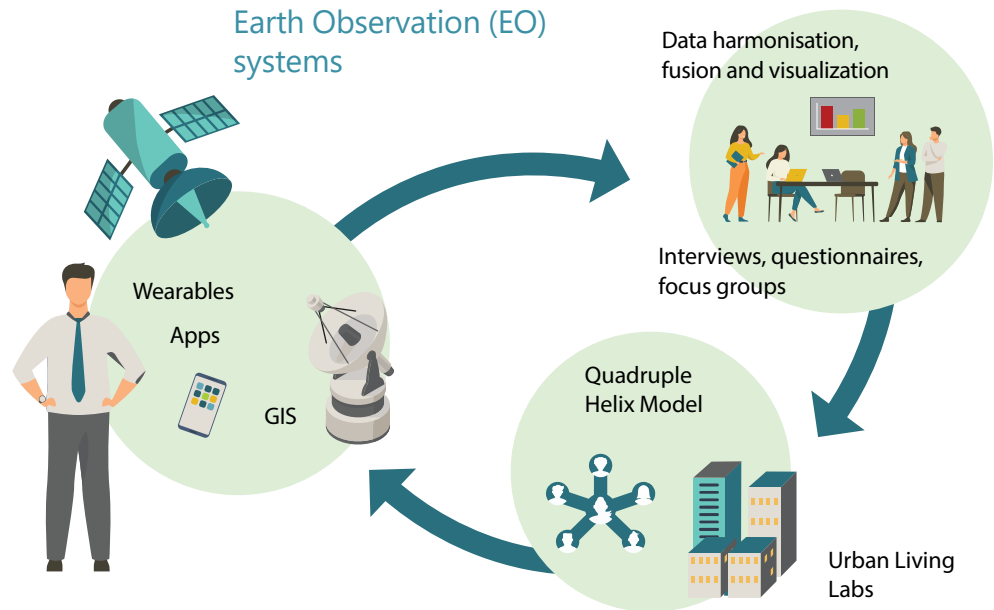 Earth Observation (EO)
systems
Data harmonisation,
fusion and visualization
Interviews, questionnaires,
focus groups
Wearables
Apps
GIS
Quadruple
Helix Model
Urban Living
Labs